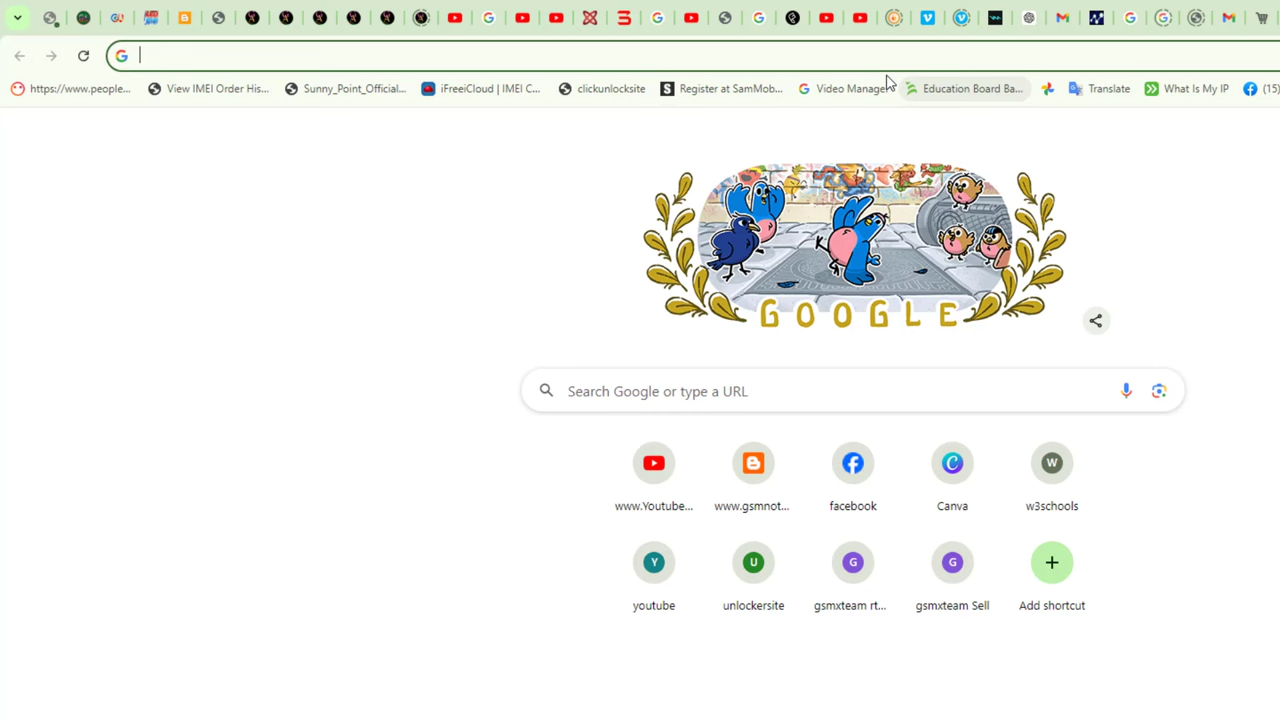 https://www.people... View IMEI Order His... Sunny_Point_Official... iFreeiCloud | IMEI C... clickunlocksite Register at SamMob... Video Manage Education Board Ba... Translate What Is My IP (15)
GOOGLE
Search Google or type a URL
www.Youtube... www.gsmnot... facebook Canva w3schools
W
Y U G G
youtube unlockersite gsmxteam rt... gsmxteam Sell Add shortcut